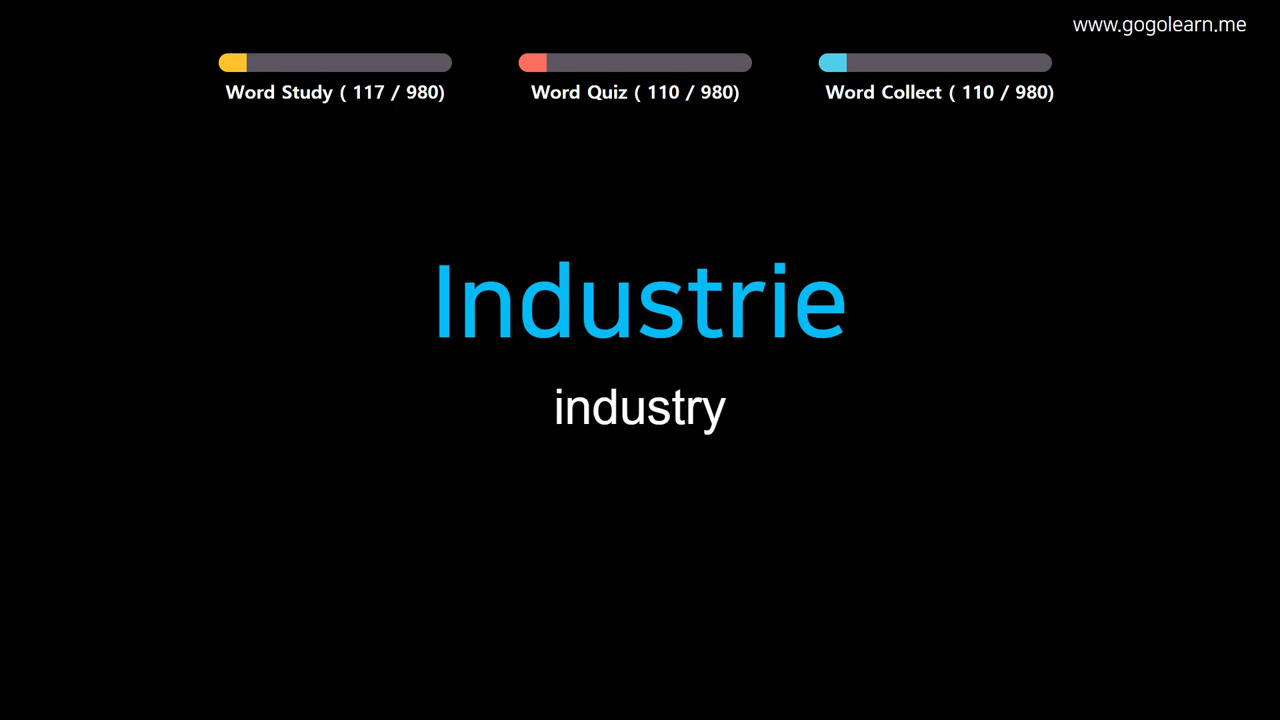 www.gogolearn.me
Word Study ( 117 / 980)
Word Quiz ( 110 / 980)
Word Collect ( 110 / 980)
Industrie
industry